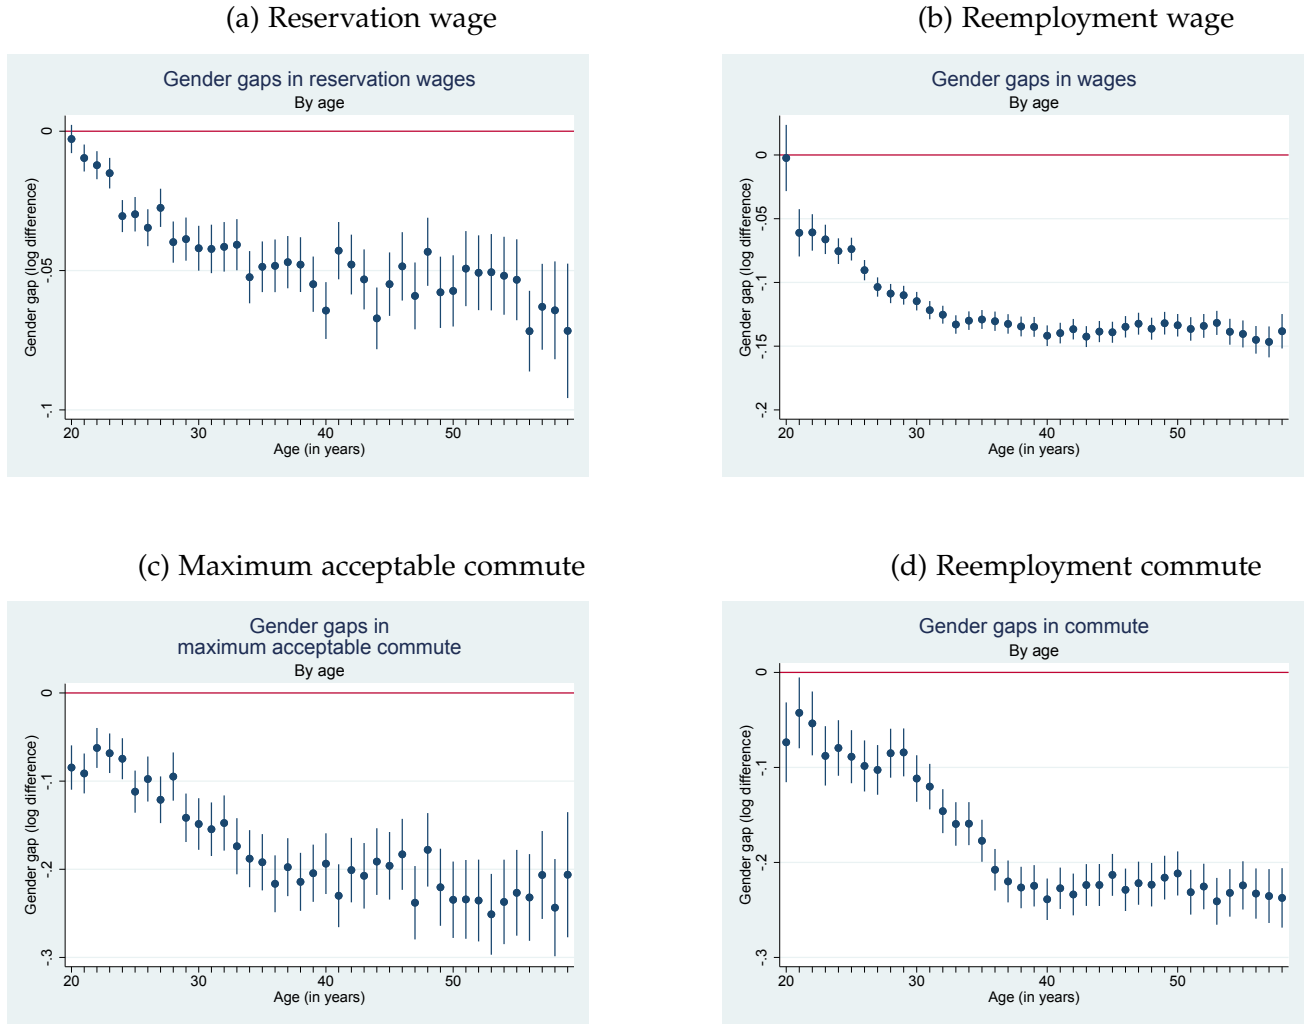 (a) Reservation wage
Gender gaps in reservation wages
By age
Gender gap (log difference)
0
-.05
-.1
20
30
40
50
Age (in years)
(b) Reemployment wage
Gender gaps in wages
By age
Gender gap (log difference)
0
-.05
-.1
-.15
-.2
20
30
40
50
Age (in years)
(c) Maximum acceptable commute
Gender gaps in
maximum acceptable commute
By age
Gender gap (log difference)
0
-.1
-.2
-.3
20
30
40
50
Age (in years)
(d) Reemployment commute
Gender gaps in commute
By age
Gender gap (log difference)
0
-.1
-.2
-.3
20
30
40
50
Age (in years)